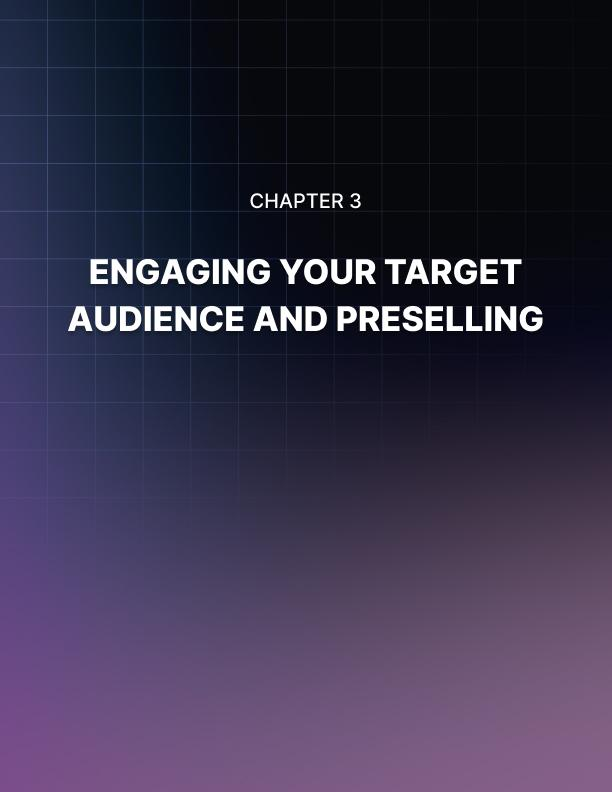 CHAPTER 3
ENGAGING YOUR TARGET
AUDIENCE AND PRESELLING